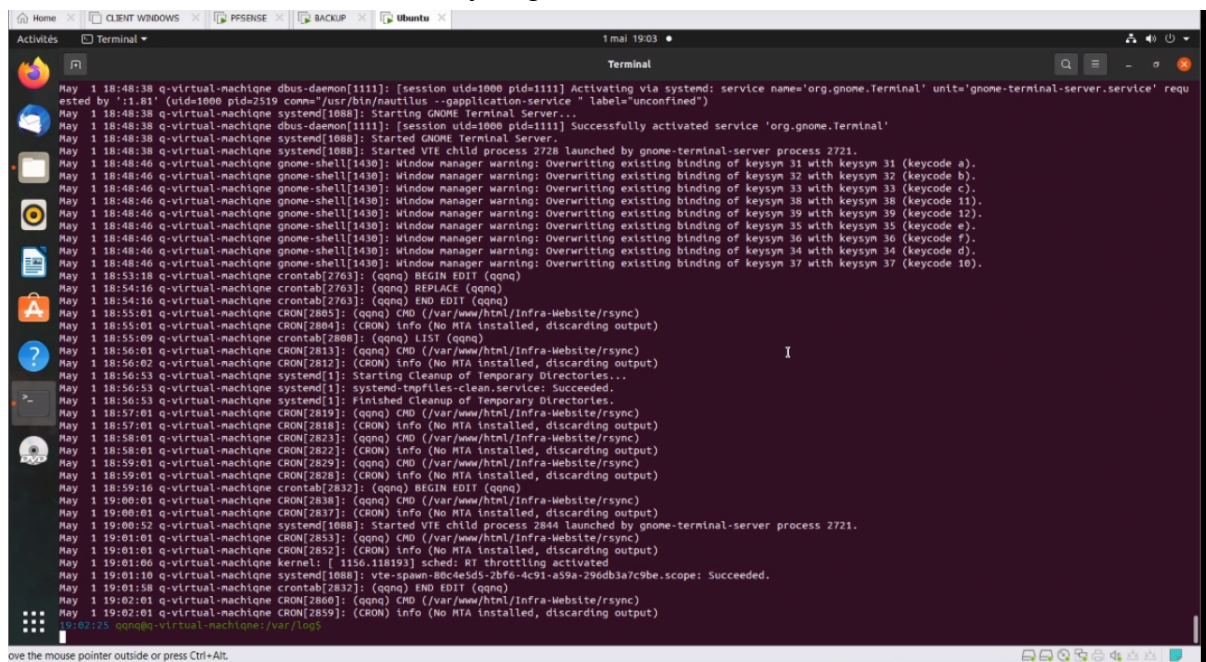 Home CLIENT WINDOWS PFSENSE BACKUP Ubuntu
Activités Terminal 1 mai 19:03
Terminal
May 1 18:48:38 q-virtual-machiqne dbus-daemon[1111]: [session uid=1000 pid=1111] Activating via systemd: service name='org.gnome.Terminal' unit='gnome-terminal-server.service' requ
ested by ':1.81' (uid=1000 pid=2519 comm="/usr/bin/nautilus --gapplication-service " label="unconfined")
May 1 18:48:38 q-virtual-machiqne systemd[1088]: Starting GNOME Terminal Server...
May 1 18:48:38 q-virtual-machiqne dbus-daemon[1111]: [session uid=1000 pid=1111] Successfully activated service 'org.gnome.Terminal'
May 1 18:48:38 q-virtual-machiqne systemd[1088]: Started GNOME Terminal Server.
May 1 18:48:38 q-virtual-machiqne systemd[1088]: Started VTE child process 2728 launched by gnome-terminal-server process 2721.
May 1 18:48:46 q-virtual-machiqne gnome-shell[1430]: Window manager warning: Overwriting existing binding of keysym 31 with keysym 31 (keycode a).
May 1 18:48:46 q-virtual-machiqne gnome-shell[1430]: Window manager warning: Overwriting existing binding of keysym 32 with keysym 32 (keycode b).
May 1 18:48:46 q-virtual-machiqne gnome-shell[1430]: Window manager warning: Overwriting existing binding of keysym 33 with keysym 33 (keycode c).
May 1 18:48:46 q-virtual-machiqne gnome-shell[1430]: Window manager warning: Overwriting existing binding of keysym 38 with keysym 38 (keycode 11).
May 1 18:48:46 q-virtual-machiqne gnome-shell[1430]: Window manager warning: Overwriting existing binding of keysym 39 with keysym 39 (keycode 12).
May 1 18:48:46 q-virtual-machiqne gnome-shell[1430]: Window manager warning: Overwriting existing binding of keysym 35 with keysym 35 (keycode e).
May 1 18:48:46 q-virtual-machiqne gnome-shell[1430]: Window manager warning: Overwriting existing binding of keysym 36 with keysym 36 (keycode f).
May 1 18:48:46 q-virtual-machiqne gnome-shell[1430]: Window manager warning: Overwriting existing binding of keysym 34 with keysym 34 (keycode d).
May 1 18:48:46 q-virtual-machiqne gnome-shell[1430]: Window manager warning: Overwriting existing binding of keysym 37 with keysym 37 (keycode 10).
May 1 18:53:18 q-virtual-machiqne crontab[2763]: (qqnq) BEGIN EDIT (qqnq)
May 1 18:54:16 q-virtual-machiqne crontab[2763]: (qqnq) REPLACE (qqnq)
May 1 18:54:16 q-virtual-machiqne crontab[2763]: (qqnq) END EDIT (qqnq)
May 1 18:55:01 q-virtual-machiqne CRON[2805]: (qqnq) CMD (/var/www/html/Infra-Website/rsync)
May 1 18:55:01 q-virtual-machiqne CRON[2804]: (CRON) info (No MTA installed, discarding output)
May 1 18:55:09 q-virtual-machiqne crontab[2808]: (qqnq) LIST (qqnq)
May 1 18:56:01 q-virtual-machiqne CRON[2813]: (qqnq) CMD (/var/www/html/Infra-Website/rsync)
May 1 18:56:02 q-virtual-machiqne CRON[2812]: (CRON) info (No MTA installed, discarding output)
May 1 18:56:53 q-virtual-machiqne systemd[1]: Starting Cleanup of Temporary Directories...
May 1 18:56:53 q-virtual-machiqne systemd[1]: systemd-tmpfiles-clean.service: Succeeded.
May 1 18:56:53 q-virtual-machiqne systemd[1]: Finished Cleanup of Temporary Directories.
May 1 18:57:01 q-virtual-machiqne CRON[2819]: (qqnq) CMD (/var/www/html/Infra-Website/rsync)
May 1 18:57:01 q-virtual-machiqne CRON[2818]: (CRON) info (No MTA installed, discarding output)
May 1 18:58:01 q-virtual-machiqne CRON[2823]: (qqnq) CMD (/var/www/html/Infra-Website/rsync)
May 1 18:58:01 q-virtual-machiqne CRON[2822]: (CRON) info (No MTA installed, discarding output)
May 1 18:59:01 q-virtual-machiqne CRON[2829]: (qqnq) CMD (/var/www/html/Infra-Website/rsync)
May 1 18:59:01 q-virtual-machiqne CRON[2828]: (CRON) info (No MTA installed, discarding output)
May 1 18:59:16 q-virtual-machiqne crontab[2832]: (qqnq) BEGIN EDIT (qqnq)
May 1 19:00:01 q-virtual-machiqne CRON[2838]: (qqnq) CMD (/var/www/html/Infra-Website/rsync)
May 1 19:00:01 q-virtual-machiqne CRON[2837]: (CRON) info (No MTA installed, discarding output)
May 1 19:00:52 q-virtual-machiqne systemd[1088]: Started VTE child process 2844 launched by gnome-terminal-server process 2721.
May 1 19:01:01 q-virtual-machiqne CRON[2853]: (qqnq) CMD (/var/www/html/Infra-Website/rsync)
May 1 19:01:01 q-virtual-machiqne CRON[2852]: (CRON) info (No MTA installed, discarding output)
May 1 19:01:06 q-virtual-machiqne kernel: [ 1156.118193] sched: RT throttling activated
May 1 19:01:10 q-virtual-machiqne systemd[1088]: vte-spawn-80c4e5d5-2bf6-4c91-a59a-296db3a7c9be.scope: Succeeded.
May 1 19:01:58 q-virtual-machiqne crontab[2832]: (qqnq) END EDIT (qqnq)
May 1 19:02:01 q-virtual-machiqne CRON[2860]: (qqnq) CMD (/var/www/html/Infra-Website/rsync)
May 1 19:02:01 q-virtual-machiqne CRON[2859]: (CRON) info (No MTA installed, discarding output)
19:02:25 qqnq@q-virtual-machiqne:/var/log$
ove the mouse pointer outside or press Ctrl+Alt.